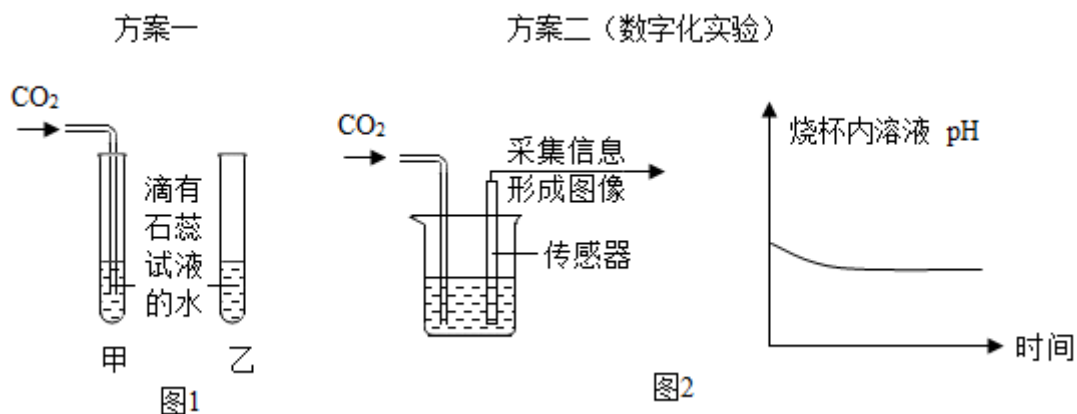 方案一
方案二（数字化实验）
CO₂
滴有
石蕊
试液
的水
甲
乙
图1
CO₂
采集信息
形成图像
传感器
图2
烧杯内溶液 pH
时间